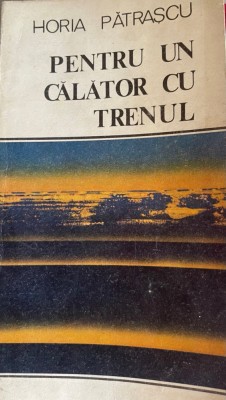 HORIA PĂTRAȘCU
PENTRU UN
CĂLĂTOR CU
TRENUL